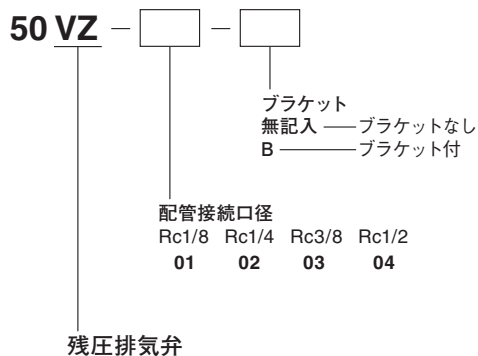 50 VZ - □ - □
ブラケット
無記入 ── ブラケットなし
B ── ブラケット付
配管接続口径
Rc1/8 Rc1/4 Rc3/8 Rc1/2
01 02 03 04
残圧排気弁